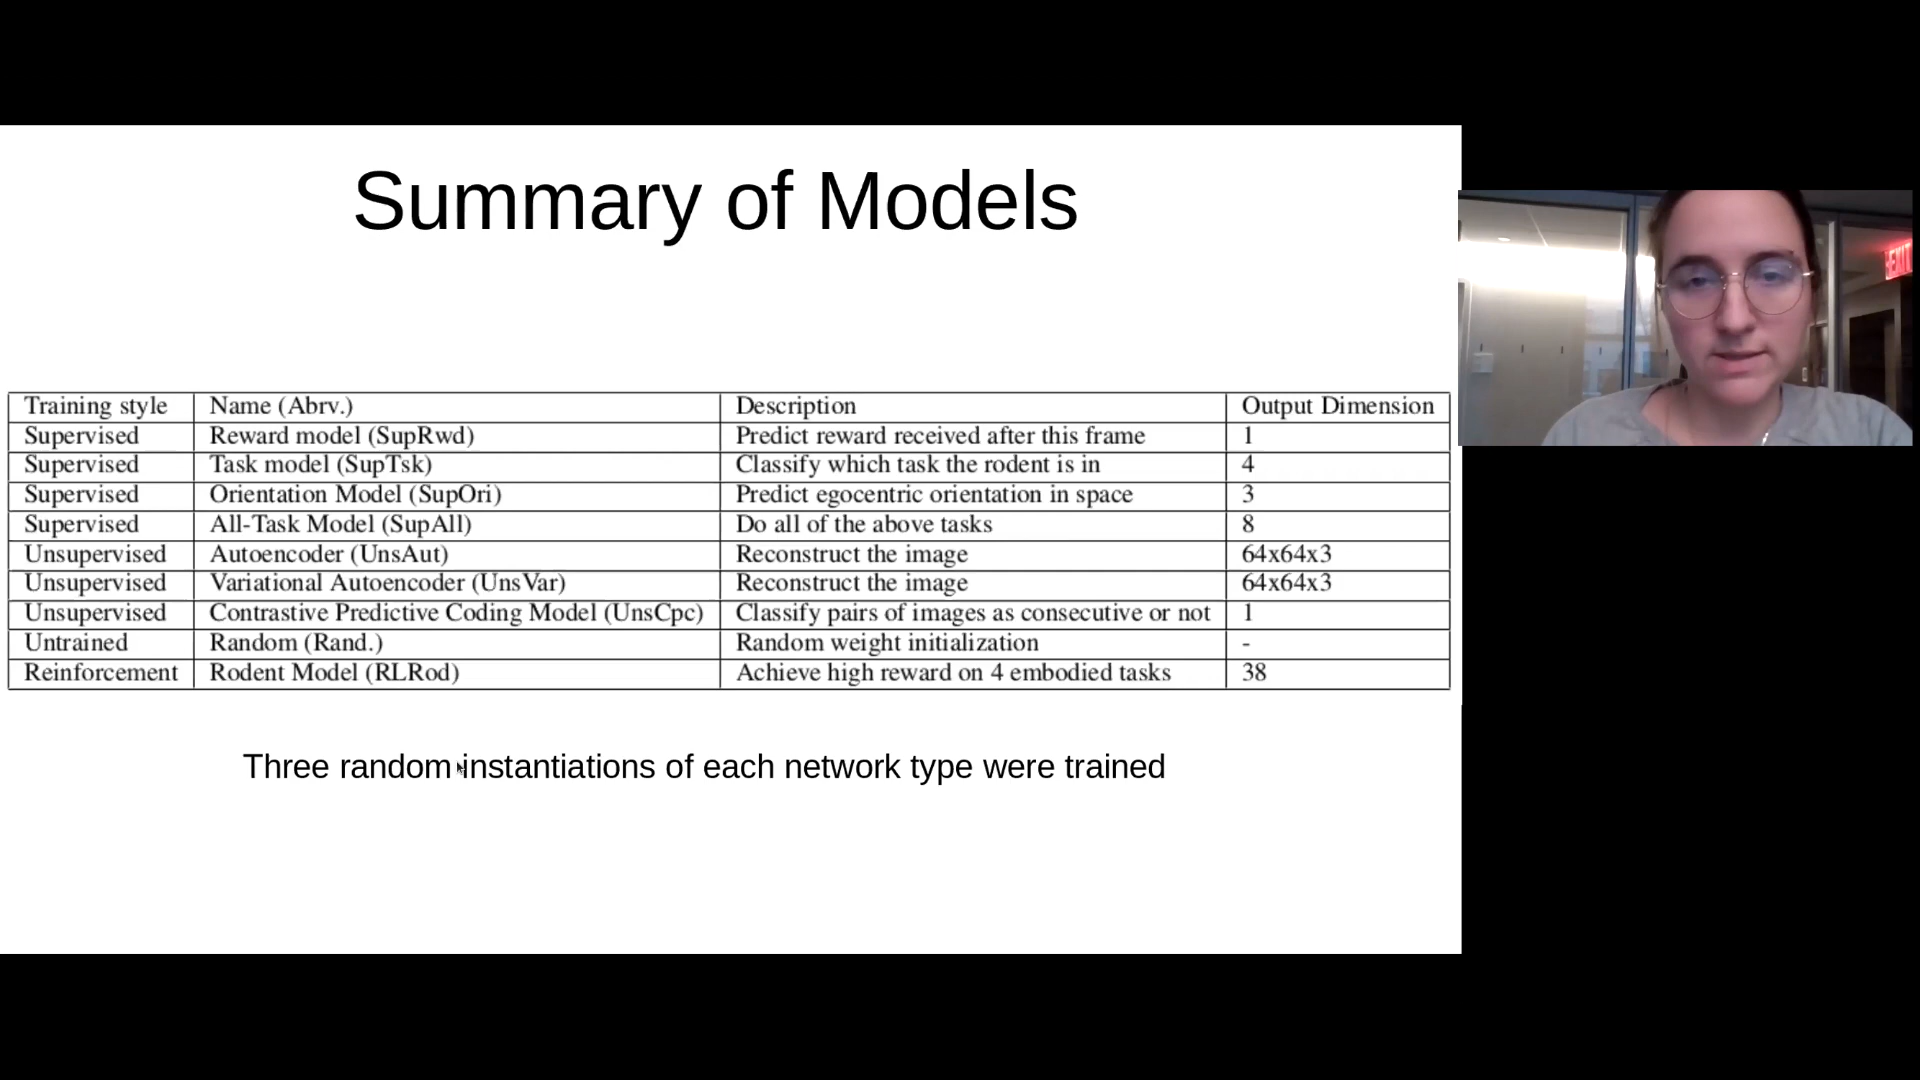 Summary of Models
Training style Name (Abrv.) Description Output Dimension
Supervised Reward model (SupRwd) Predict reward received after this frame 1
Supervised Task model (SupTsk) Classify which task the rodent is in 4
Supervised Orientation Model (SupOri) Predict egocentric orientation in space 3
Supervised All-Task Model (SupAll) Do all of the above tasks 8
Unsupervised Autoencoder (UnsAut) Reconstruct the image 64x64x3
Unsupervised Variational Autoencoder (UnsVar) Reconstruct the image 64x64x3
Unsupervised Contrastive Predictive Coding Model (UnsCpc) Classify pairs of images as consecutive or not 1
Untrained Random (Rand.) Random weight initialization -
Reinforcement Rodent Model (RLRod) Achieve high reward on 4 embodied tasks 38
Three random instantiations of each network type were trained
EXIT